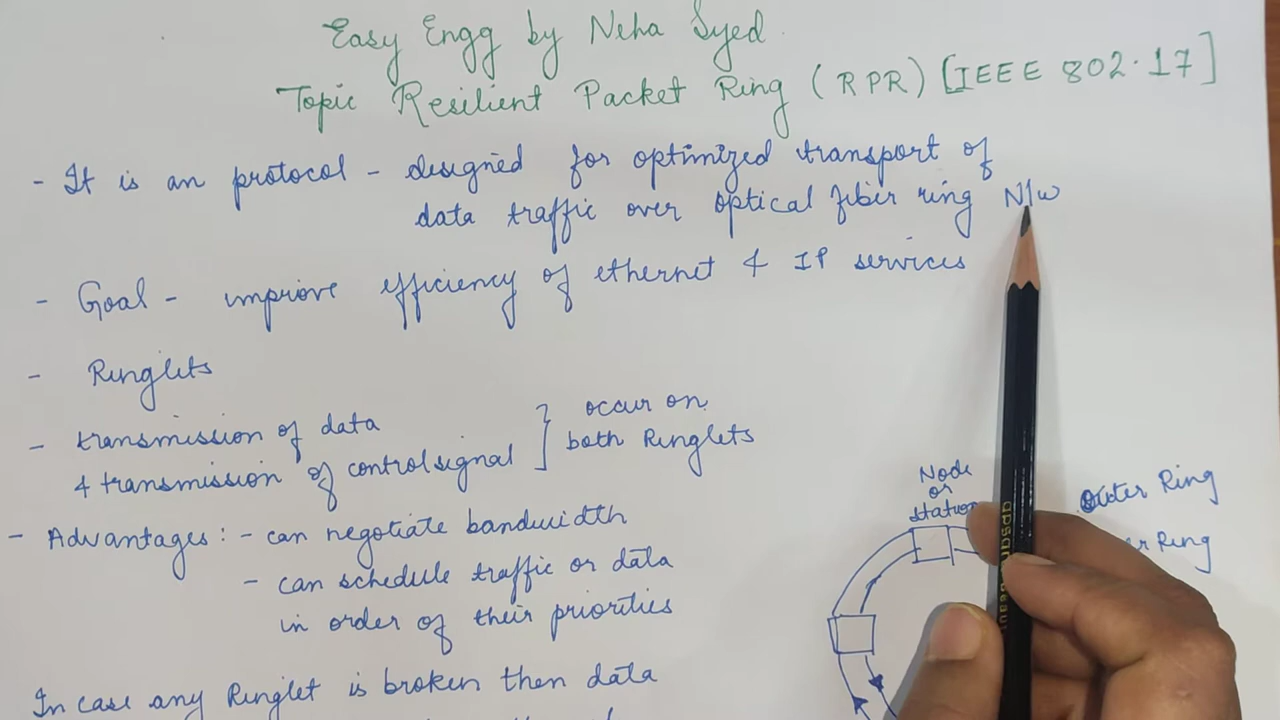 Easy Engg by Neha Syed
Topic Resilient Packet Ring (RPR) [IEEE 802.17]
- It is an protocol - designed for optimized transport of
data traffic over optical fiber ring N/w
- Goal - improve efficiency of ethernet & IP services
- Ringlets
- transmission of data
& transmission of control signal ] occur on both Ringlets
- Advantages : - can negotiate bandwidth
- can schedule traffic or data
in order of their priorities
In case any Ringlet is broken then data
Node
or
station
Outer Ring
Ring